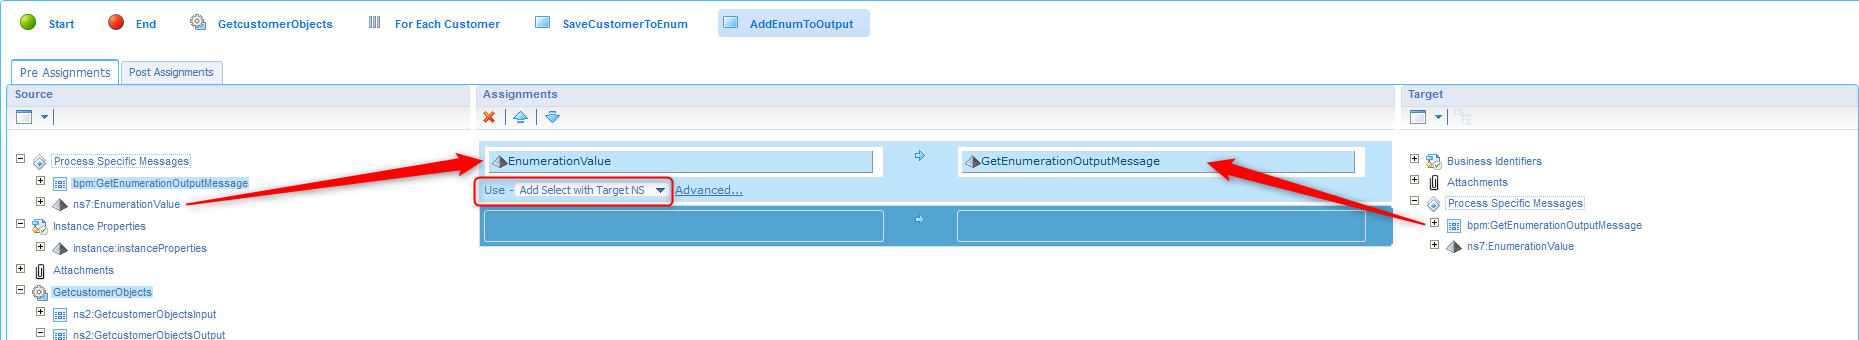 Start End GetcustomerObjects For Each Customer SaveCustomerToEnum AddEnumToOutput
Pre Assignments Post Assignments
Source Assignments Target
Process Specific Messages
bpm:GetEnumerationOutputMessage
ns7:EnumerationValue
Instance Properties
instance:instanceProperties
Attachments
GetcustomerObjects
ns2:GetcustomerObjectsInput
ns2:GetcustomerObjectsOutput
EnumerationValue GetEnumerationOutputMessage
Use - Add Select with Target NS Advanced...
Business Identifiers
Attachments
Process Specific Messages
bpm:GetEnumerationOutputMessage
ns7:EnumerationValue